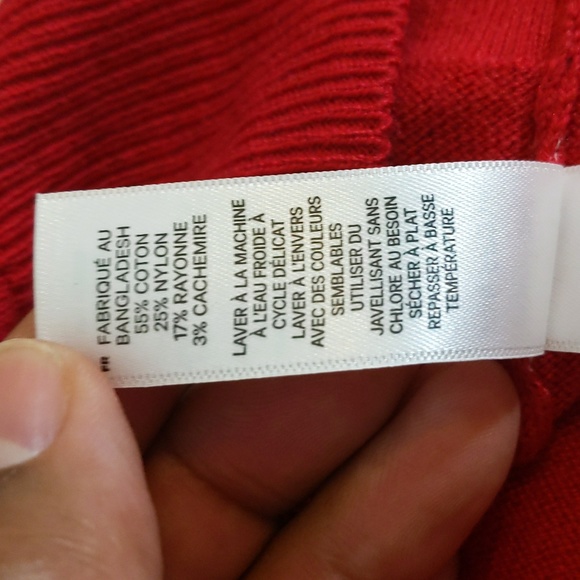 FR
FABRIQUÉ AU
BANGLADESH
55% COTON
25% NYLON
17% RAYONNE
3% CACHEMIRE
LAVER À LA MACHINE
À L'EAU FROIDE À
CYCLE DÉLICAT
LAVER À L'ENVERS
AVEC DES COULEURS
SEMBLABLES
UTILISER DU
JAVELLISANT SANS
CHLORE AU BESOIN
SÉCHER À PLAT
REPASSER À BASSE
TEMPÉRATURE